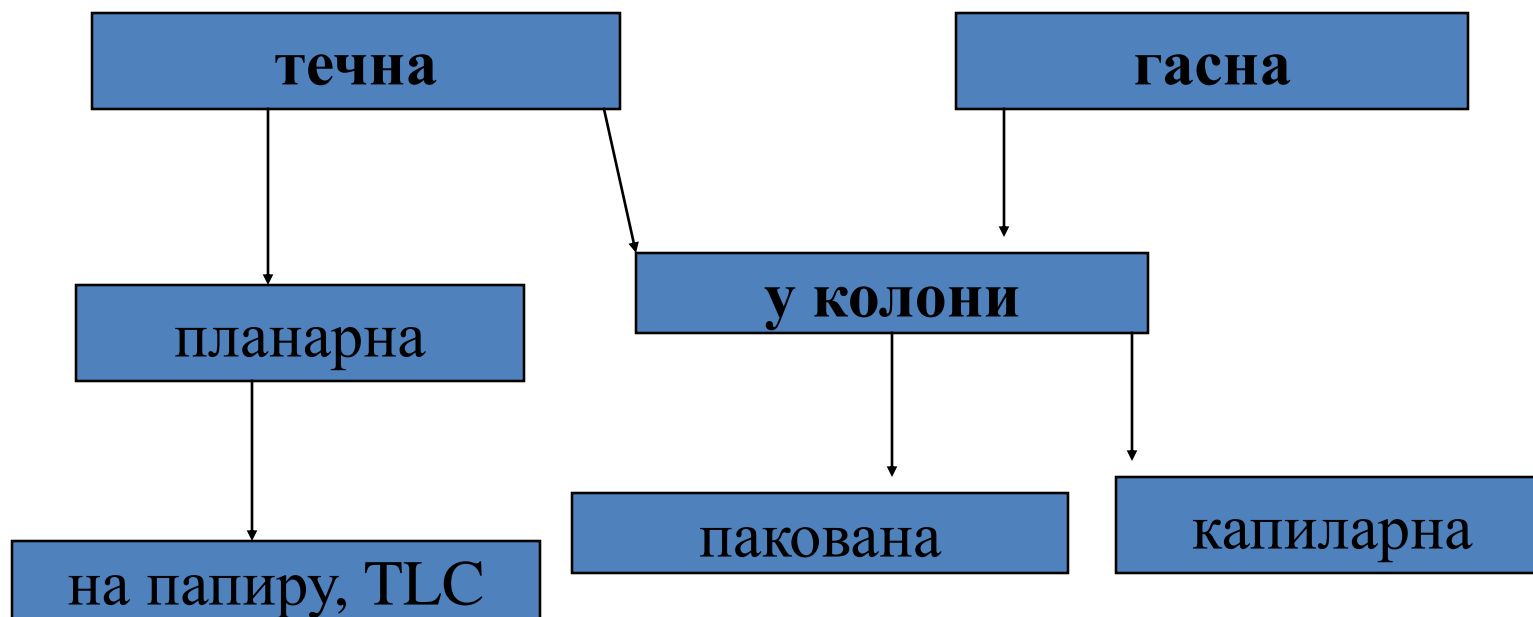 течна
гасна
у колони
планарна
пакована
капиларна
на папиру, TLC